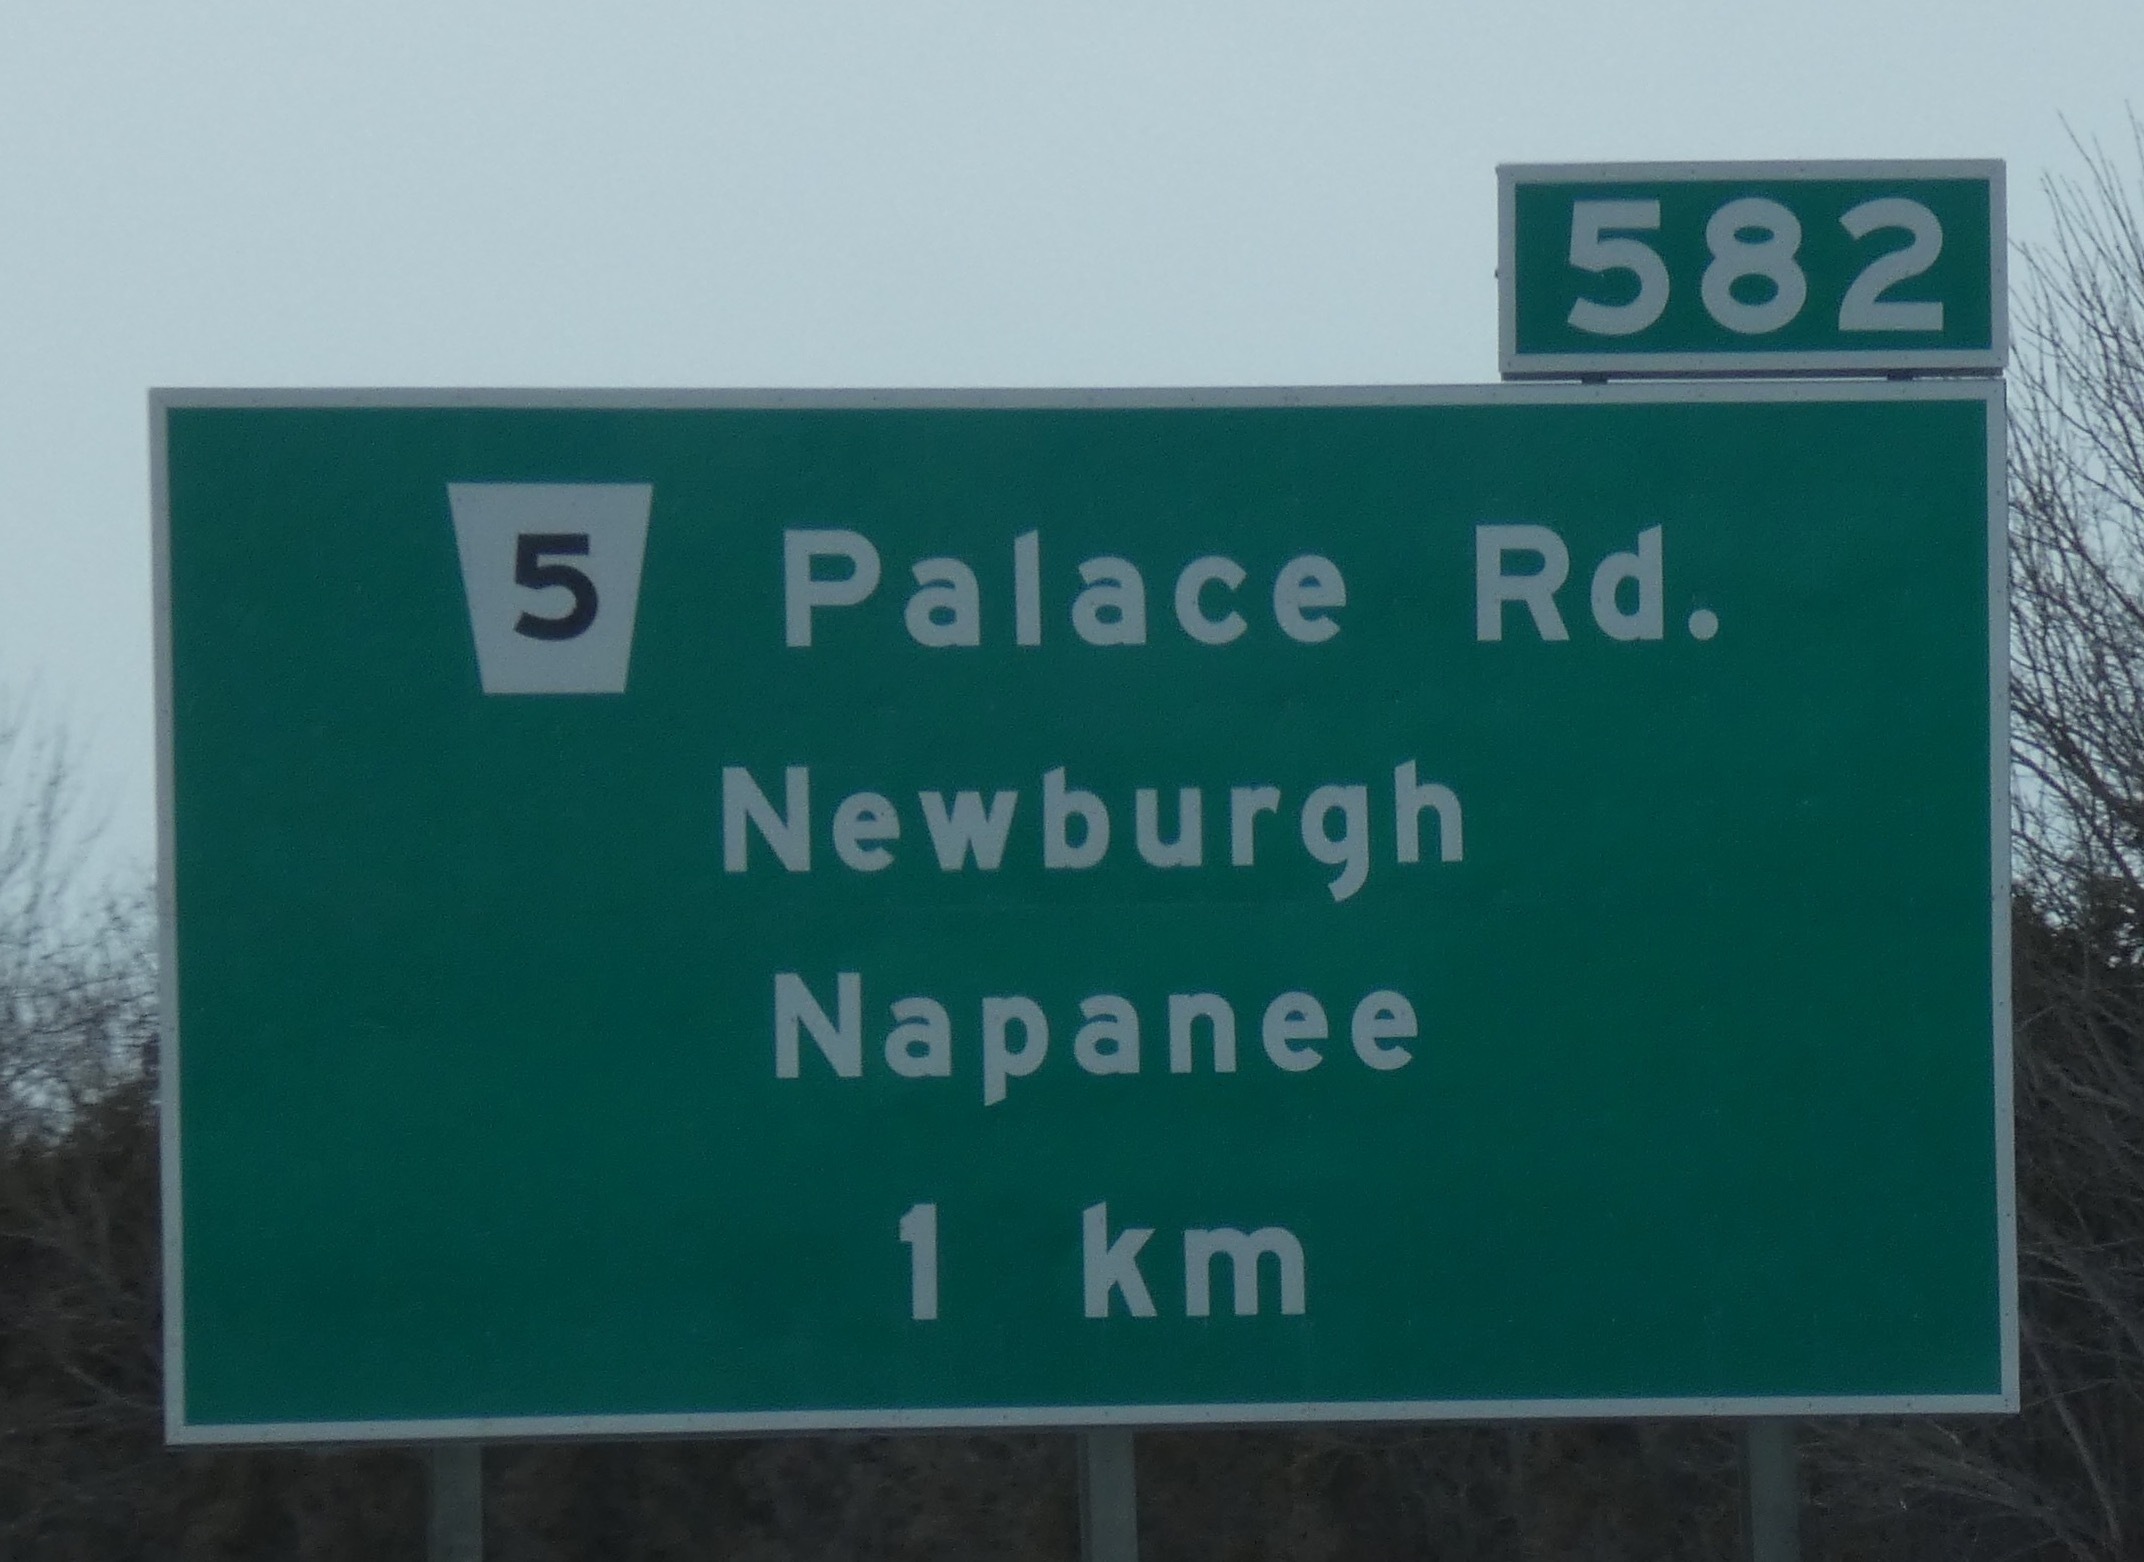 582
5 Palace Rd.
Newburgh
Napanee
1 km